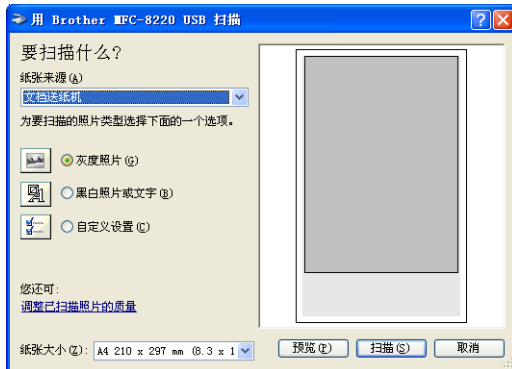 用 Brother MFC-8220 USB 扫描
要扫描什么?
纸张来源(A)
文档送纸机
为要扫描的照片类型选择下面的一个选项。
灰度照片(G)
黑白照片或文字(B)
自定义设置(C)
您还可:
调整已扫描照片的质量
纸张大小(Z): A4 210 x 297 mm (8.3 x 1
预览(P) 扫描(S) 取消